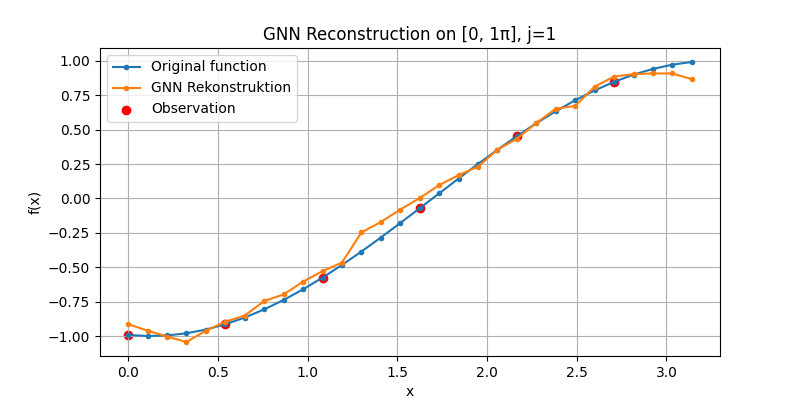 GNN Reconstruction on [0, 1π], j=1
Original function
GNN Rekonstruktion
Observation
f(x)
1.00
0.75
0.50
0.25
0.00
−0.25
−0.50
−0.75
−1.00
0.0 0.5 1.0 1.5 2.0 2.5 3.0
x